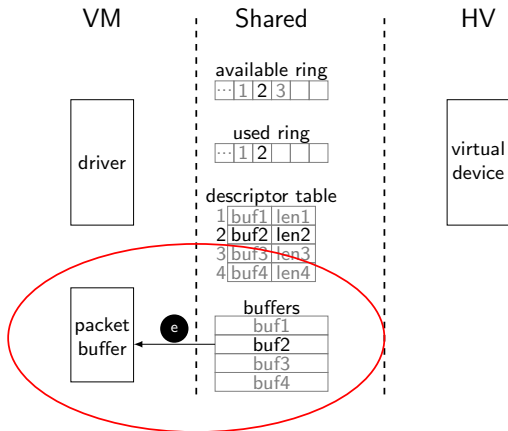 VM Shared HV
available ring
... 1 2 3
used ring
... 1 2
driver
virtual
device
descriptor table
1 buf1 len1
2 buf2 len2
3 buf3 len3
4 buf4 len4
packet
buffer
e
buffers
buf1
buf2
buf3
buf4